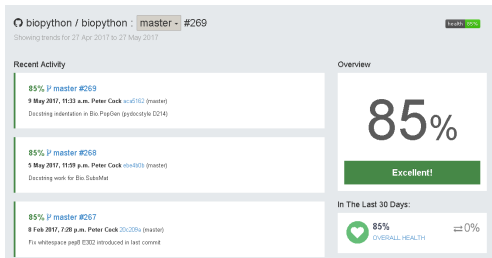 biopython / biopython : master #269
health 85%
Showing trends for 27 Apr 2017 to 27 May 2017
Recent Activity
85% master #269
9 May 2017, 11:33 a.m. Peter Cock aca5162 (master)
Docstring indentation in Bio.PopGen (pydocstyle D214)
85% master #268
5 May 2017, 11:59 p.m. Peter Cock (master)
Docstring work for Bio.SubsMat
85% master #267
8 Feb 2017, 7:28 p.m. Peter Cock 20c209a (master)
Fix whitespace pep8 E302 introduced in last commit
Overview
85%
Excellent!
In The Last 30 Days:
85%
OVERALL HEALTH
0%